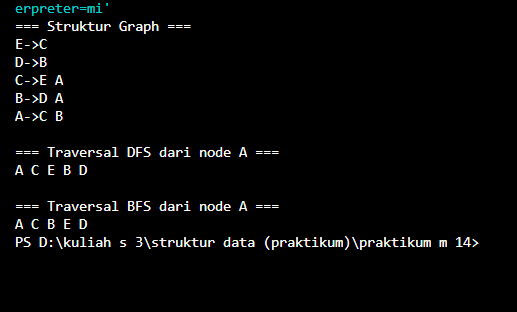 erpreter=mi'
=== Struktur Graph ===
E->C
D->B
C->E A
B->D A
A->C B
=== Traversal DFS dari node A ===
A C E B D
=== Traversal BFS dari node A ===
A C B E D
PS D:\kuliah s 3\struktur data (praktikum)\praktikum m 14>